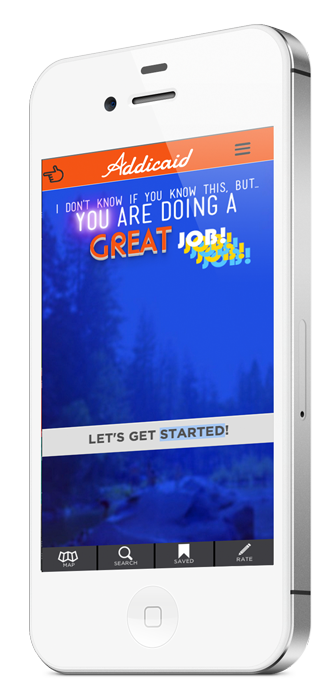 Addicaid
I DON'T KNOW IF YOU KNOW THIS, BUT...
YOU ARE DOING A
GREAT JOB!
JOB!
JOB!
LET'S GET STARTED!
MAP SEARCH SAVED RATE